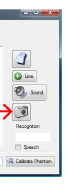 Line
Sound
Recognition
Speech
Calibrate Phantom